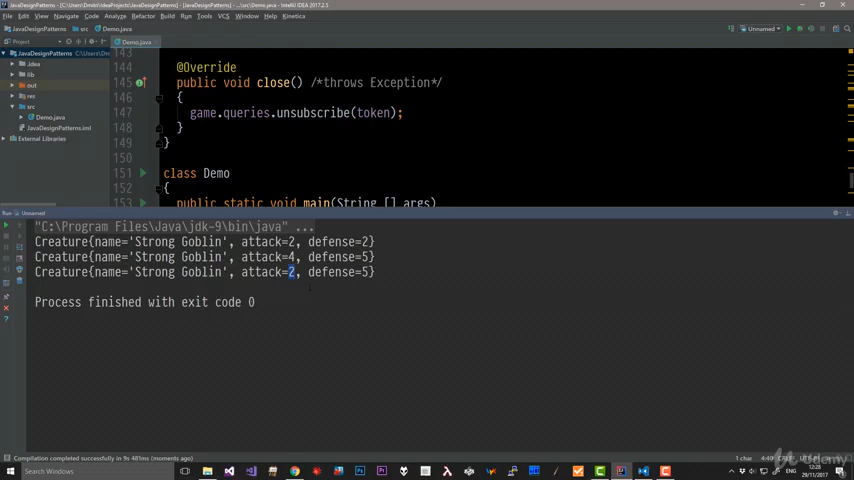 JavaDesignPatterns - [C:\Users\Dmitri\IdeaProjects\JavaDesignPatterns] - [JavaDesignPatterns] - ...\src\Demo.java - IntelliJ IDEA 2017.2.5
File Edit View Navigate Code Analyze Refactor Build Run Tools VCS Window Help Kinetica
JavaDesignPatterns src Demo.java
Unnamed
Project
Demo.java
JavaDesignPatterns
.idea
lib
out
res
src
Demo.java
JavaDesignPatterns.iml
External Libraries
143
144 @Override
145 public void close() /*throws Exception*/
146 {
147 game.queries.unsubscribe(token);
148 }
149 }
150
151 class Demo
152 {
153 public static void main(String [] args)
Run Unnamed
"C:\Program Files\Java\jdk-9\bin\java" ...
Creature{name='Strong Goblin', attack=2, defense=2}
Creature{name='Strong Goblin', attack=4, defense=5}
Creature{name='Strong Goblin', attack=2, defense=5}
Process finished with exit code 0
Compilation completed successfully in 9s 481ms (moments ago)
1 char
4:40
Search Windows
ENG
12:28
29/11/2017
Udemy